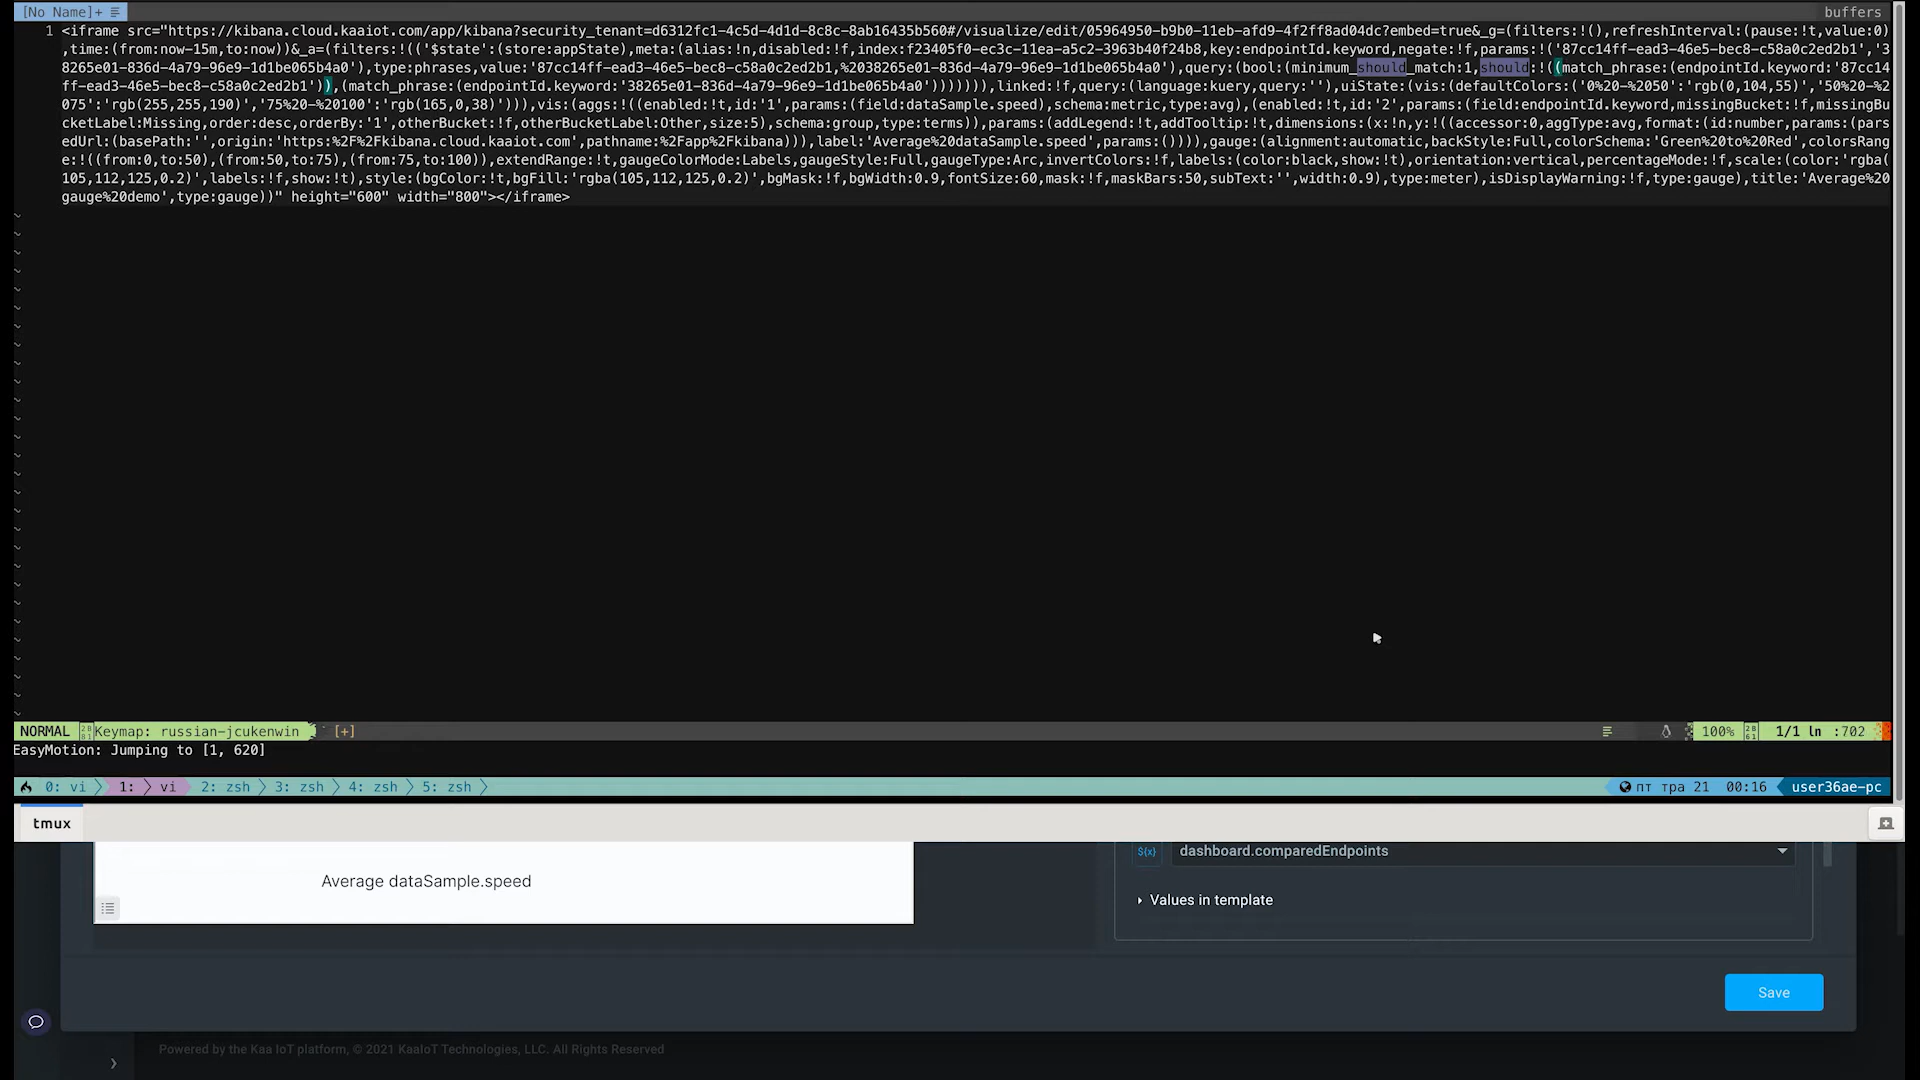 [No Name]+ ≡
buffers
1 <iframe src="https://kibana.cloud.kaaiot.com/app/kibana?security_tenant=d6312fc1-4c5d-4d1d-8c8c-8ab16435b560#/visualize/edit/05964950-b9b0-11eb-afd9-4f2ff8ad04dc?embed=true&_g=(filters:!(),refreshInterval:(pause:!t,value:0)
,time:(from:now-15m,to:now))&_a=(filters:!(('$state':(store:appState),meta:(alias:!n,disabled:!f,index:f23405f0-ec3c-11ea-a5c2-3963b40f24b8,key:endpointId.keyword,negate:!f,params:!('87cc14ff-ead3-46e5-bec8-c58a0c2ed2b1','3
8265e01-836d-4a79-96e9-1d1be065b4a0'),type:phrases,value:'87cc14ff-ead3-46e5-bec8-c58a0c2ed2b1,%2038265e01-836d-4a79-96e9-1d1be065b4a0'),query:(bool:(minimum_should_match:1,should:!((match_phrase:(endpointId.keyword:'87cc14
ff-ead3-46e5-bec8-c58a0c2ed2b1')),(match_phrase:(endpointId.keyword:'38265e01-836d-4a79-96e9-1d1be065b4a0'))))))),linked:!f,query:(language:kuery,query:''),uiState:(vis:(defaultColors:('0%20-%2050':'rgb(0,104,55)','50%20-%2
075':'rgb(255,255,190)','75%20-%20100':'rgb(165,0,38)'))),vis:(aggs:!((enabled:!t,id:'1',params:(field:dataSample.speed),schema:metric,type:avg),(enabled:!t,id:'2',params:(field:endpointId.keyword,missingBucket:!f,missingBu
cketLabel:Missing,order:desc,orderBy:'1',otherBucket:!f,otherBucketLabel:Other,size:5),schema:group,type:terms)),params:(addLegend:!t,addTooltip:!t,dimensions:(x:!n,y:!((accessor:0,aggType:avg,format:(id:number,params:(pars
edUrl:(basePath:'',origin:'https:%2F%2Fkibana.cloud.kaaiot.com',pathname:%2Fapp%2Fkibana))),label:'Average%20dataSample.speed',params:()))),gauge:(alignment:automatic,backStyle:Full,colorSchema:'Green%20to%20Red',colorsRang
e:!((from:0,to:50),(from:50,to:75),(from:75,to:100)),extendRange:!t,gaugeColorMode:Labels,gaugeStyle:Full,gaugeType:Arc,invertColors:!f,labels:(color:black,show:!t),orientation:vertical,percentageMode:!f,scale:(color:'rgba(
105,112,125,0.2)',labels:!f,show:!t),style:(bgColor:!t,bgFill:'rgba(105,112,125,0.2)',bgMask:!f,bgWidth:0.9,fontSize:60,mask:!f,maskBars:50,subText:'',width:0.9),type:meter),isDisplayWarning:!f,type:gauge),title:'Average%20
gauge%20demo',type:gauge))" height="600" width="800"></iframe>
NORMAL Keymap: russian-jcukenwin [+]
100% 1/1 ln :702
EasyMotion: Jumping to [1, 620]
0: vi 1: vi 2: zsh 3: zsh 4: zsh 5: zsh
пт тра 21 00:16 user36ae-pc
tmux
${x} dashboard.comparedEndpoints
Average dataSample.speed
Values in template
Save
Powered by the Kaa IoT platform, © 2021 KaaIoT Technologies, LLC. All Rights Reserved